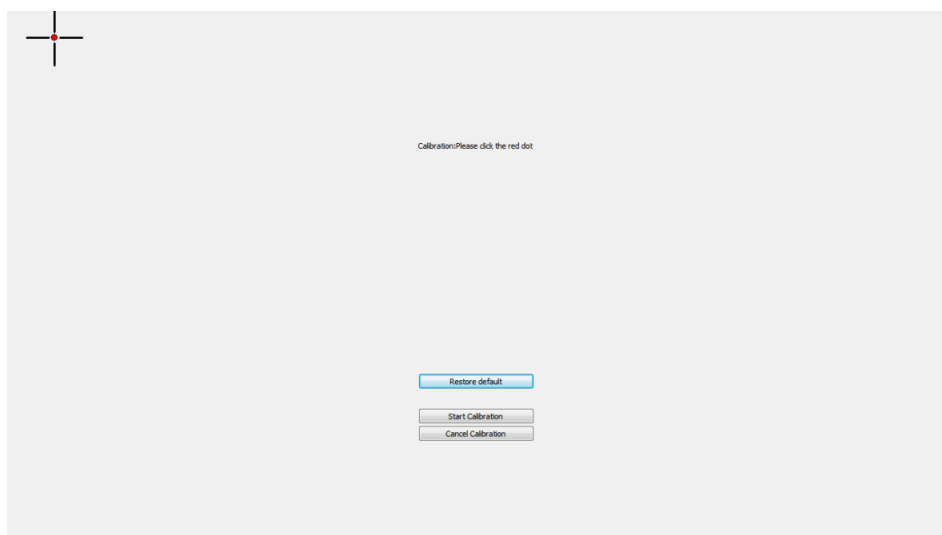 Calibration:Please click the red dot
Restore default
Start Calibration
Cancel Calibration